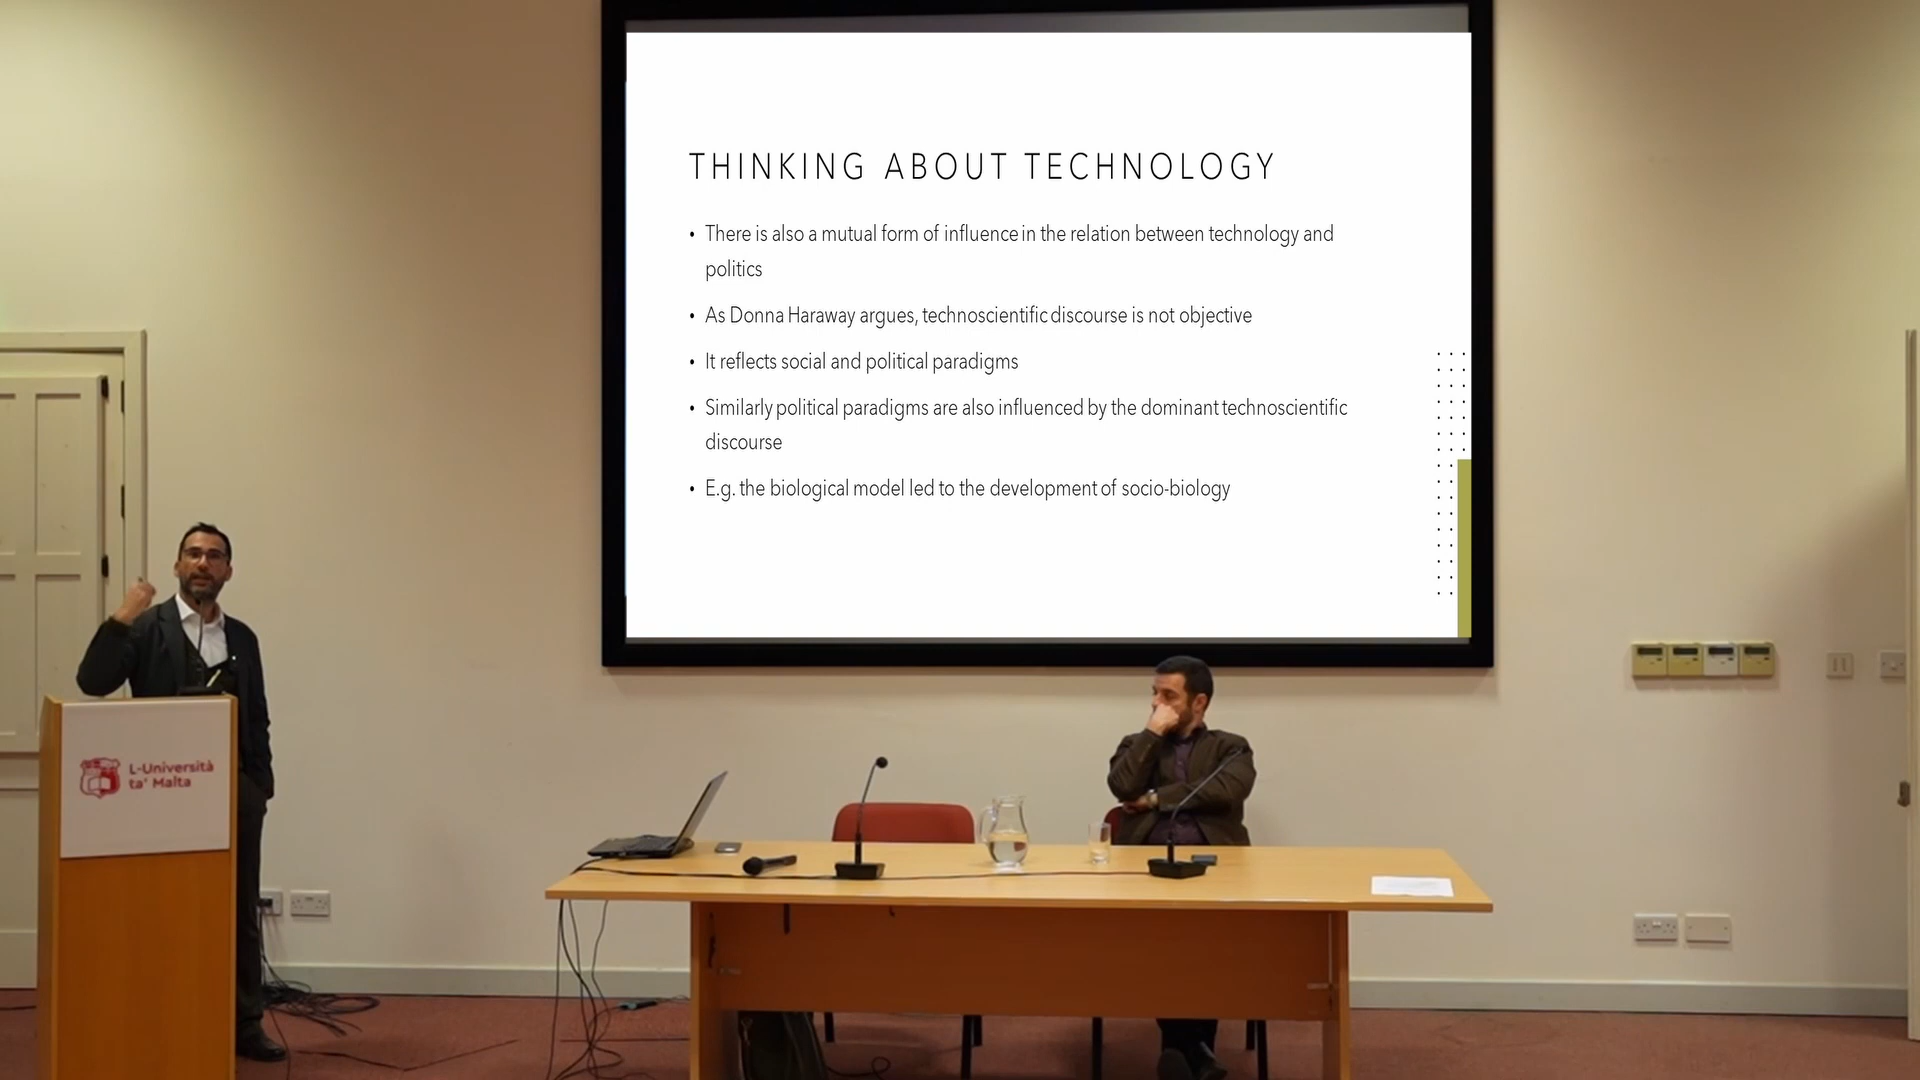 THINKING ABOUT TECHNOLOGY
• There is also a mutual form of influence in the relation between technology and
politics
• As Donna Haraway argues, technoscientific discourse is not objective
• It reflects social and political paradigms
• Similarly political paradigms are also influenced by the dominant technoscientific
discourse
• E.g. the biological model led to the development of socio-biology
L-Università
ta' Malta